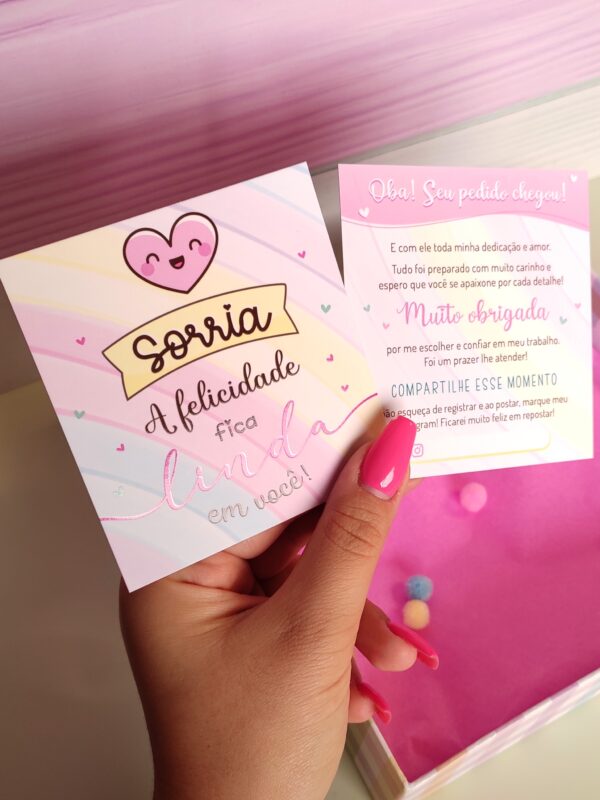 Sorria
A felicidade
fica
linda
em você!
Oba! Seu pedido chegou!
E com ele toda minha dedicação e amor.
Tudo foi preparado com muito carinho e
espero que você se apaixone por cada detalhe!
Muito obrigada
por me escolher e confiar em meu trabalho.
Foi um prazer lhe atender!
COMPARTILHE ESSE MOMENTO
esqueça de registrar e ao postar, marque meu
Ficarei muito feliz em repostar!